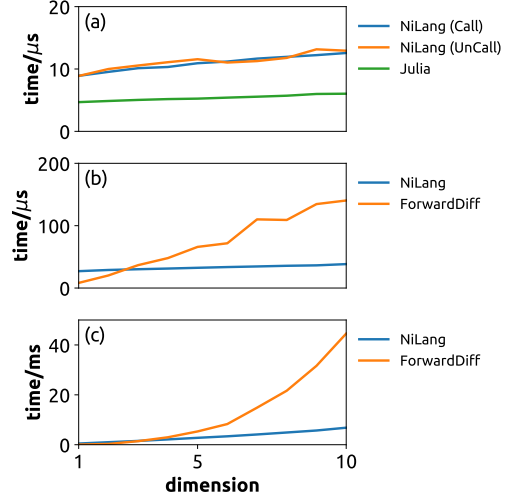 20
(a)
NiLang (Call)
NiLang (UnCall)
Julia
10
0
time/μs
200
(b)
NiLang
ForwardDiff
100
0
time/μs
(c)
NiLang
ForwardDiff
40
20
0
time/ms
1
5
10
dimension